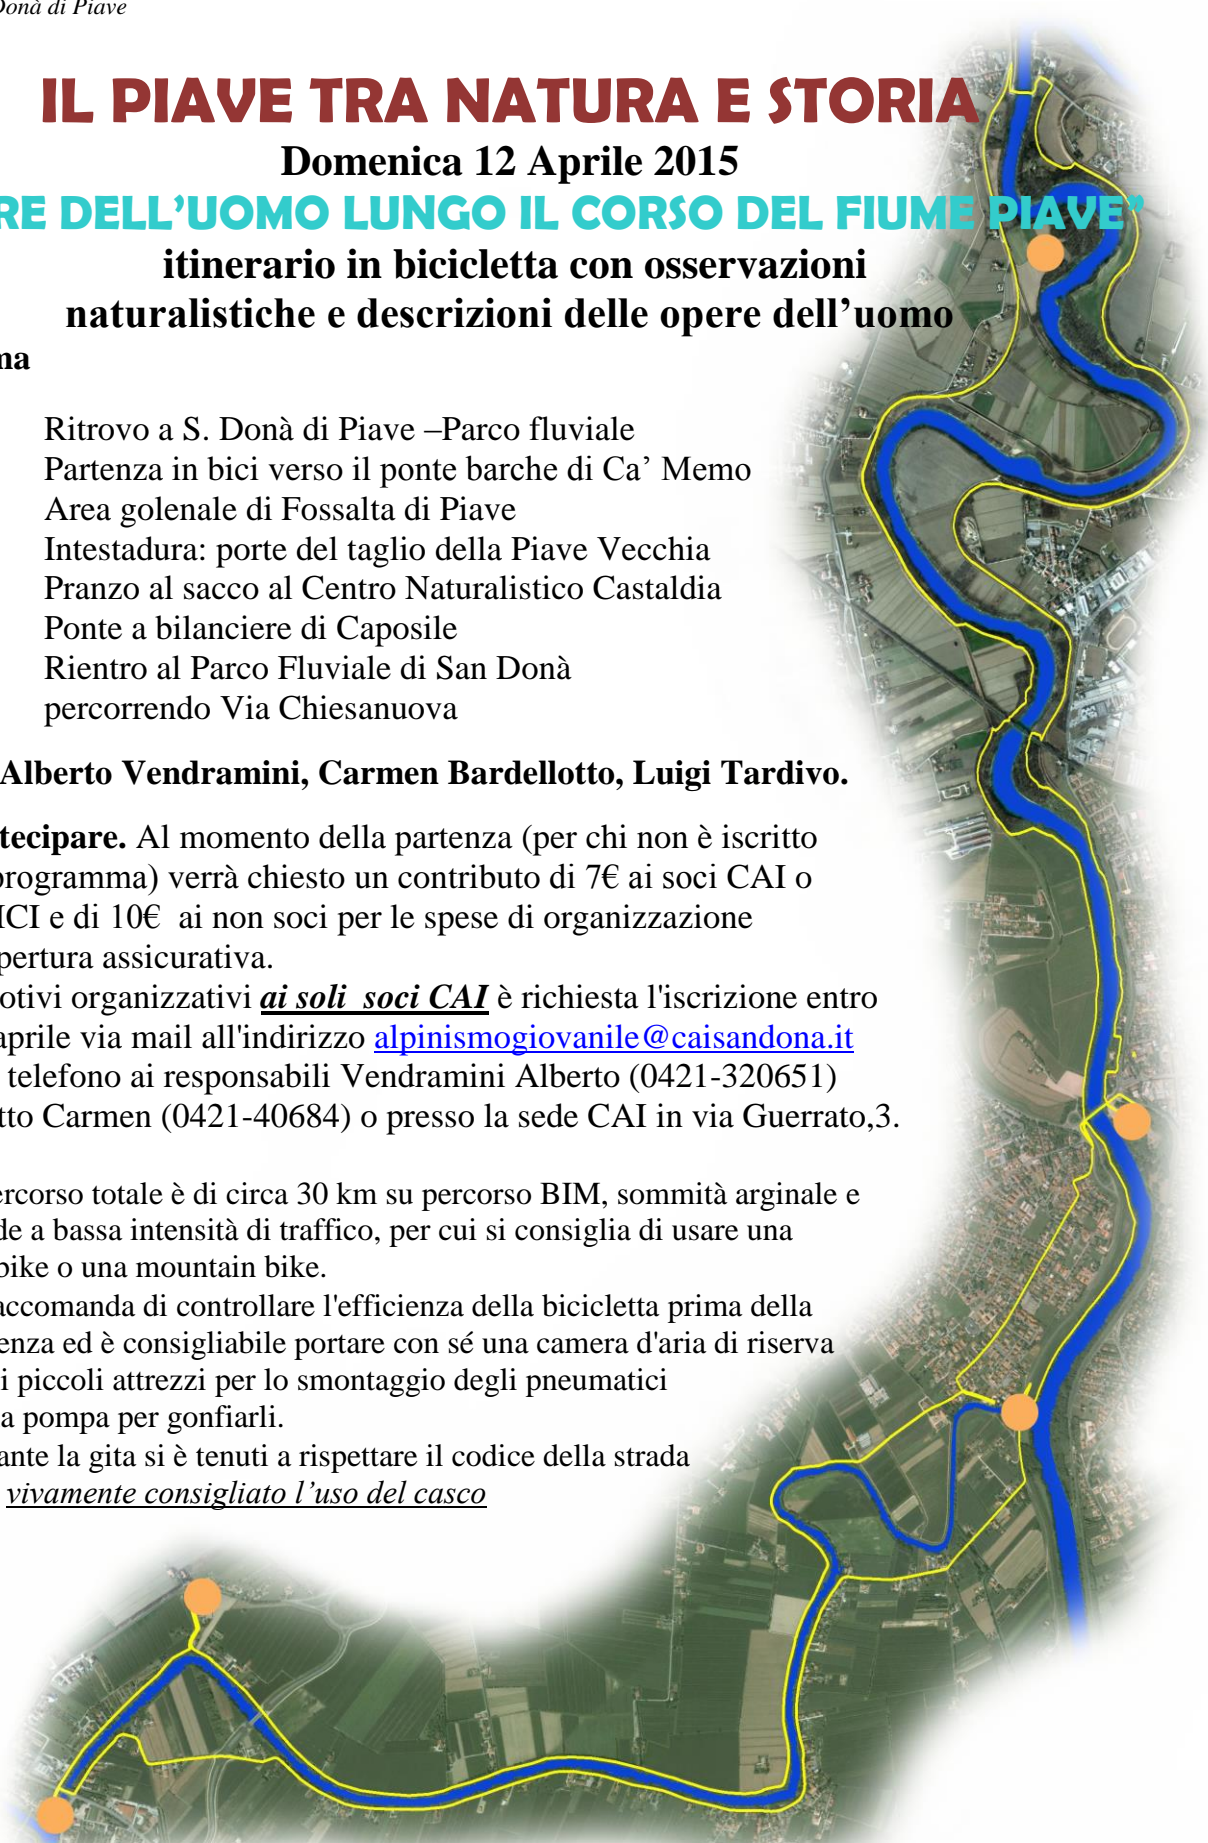 Donà di Piave
IL PIAVE TRA NATURA E STORIA
Domenica 12 Aprile 2015
RE DELL’UOMO LUNGO IL CORSO DEL FIUME PIAVE”
itinerario in bicicletta con osservazioni
naturalistiche e descrizioni delle opere dell’uomo
ma
Ritrovo a S. Donà di Piave –Parco fluviale
Partenza in bici verso il ponte barche di Ca’ Memo
Area golenale di Fossalta di Piave
Intestadura: porte del taglio della Piave Vecchia
Pranzo al sacco al Centro Naturalistico Castaldia
Ponte a bilanciere di Caposile
Rientro al Parco Fluviale di San Donà
percorrendo Via Chiesanuova
Alberto Vendramini, Carmen Bardellotto, Luigi Tardivo.
tecipare. Al momento della partenza (per chi non è iscritto
programma) verrà chiesto un contributo di 7€ ai soci CAI o
ICI e di 10€  ai non soci per le spese di organizzazione
pertura assicurativa.
otivi organizzativi ai soli  soci CAI è richiesta l'iscrizione entro
aprile via mail all'indirizzo alpinismogiovanile@caisandona.it
telefono ai responsabili Vendramini Alberto (0421-320651)
tto Carmen (0421-40684) o presso la sede CAI in via Guerrato,3.
ercorso totale è di circa 30 km su percorso BIM, sommità arginale e
de a bassa intensità di traffico, per cui si consiglia di usare una
bike o una mountain bike.
accomanda di controllare l'efficienza della bicicletta prima della
enza ed è consigliabile portare con sé una camera d'aria di riserva
i piccoli attrezzi per lo smontaggio degli pneumatici
a pompa per gonfiarli.
ante la gita si è tenuti a rispettare il codice della strada
vivamente consigliato l’uso del casco